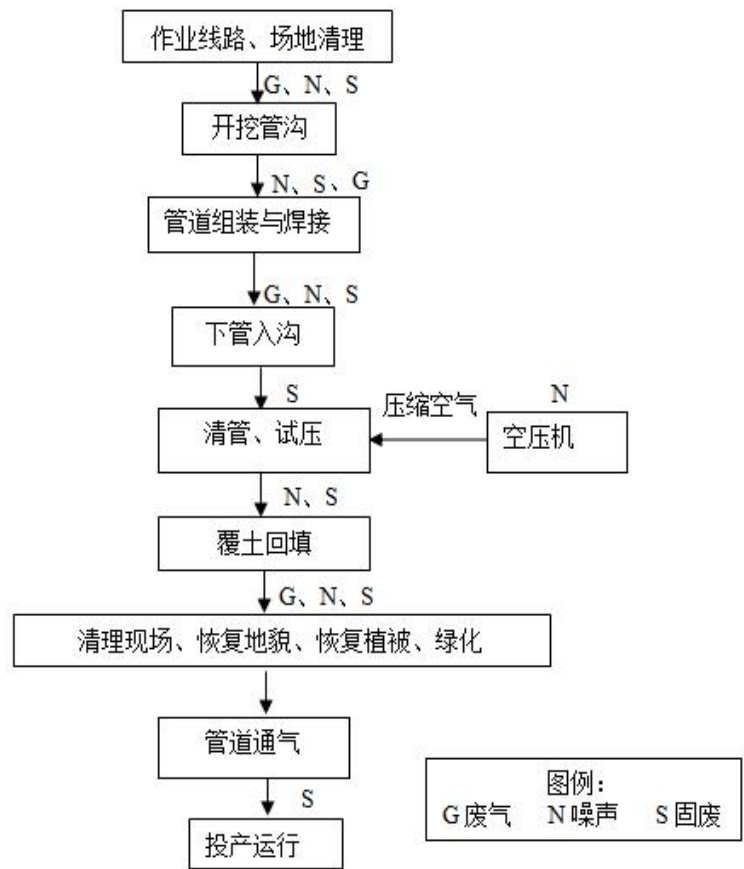 作业线路、场地清理
G、N、S
开挖管沟
N、S、G
管道组装与焊接
G、N、S
下管入沟
S
压缩空气
N
清管、试压
空压机
N、S
覆土回填
G、N、S
清理现场、恢复地貌、恢复植被、绿化
管道通气
S
投产运行
图例：
G废气 N噪声 S固废